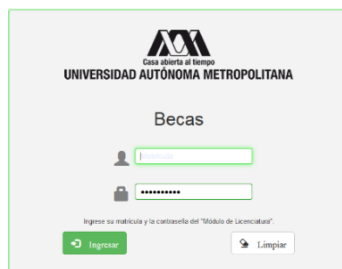 Casa abierta al tiempo
UNIVERSIDAD AUTÓNOMA METROPOLITANA
Becas
Matrícula
••••••••••
Ingrese su matrícula y la contraseña del "Módulo de Licenciatura".
Ingresar
Limpiar